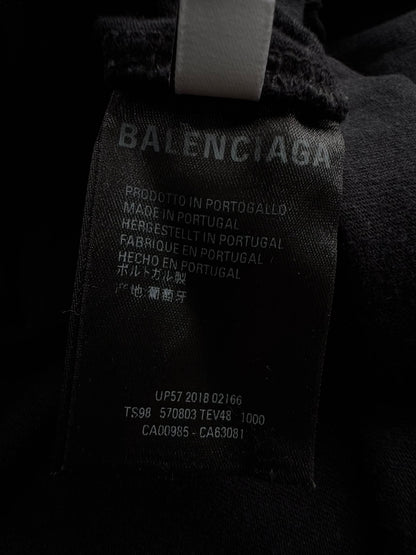 BALENCIAGA
PRODOTTO IN PORTOGALLO
MADE IN PORTUGAL
HERGESTELLT IN PORTUGAL
FABRIQUE EN PORTUGAL
HECHO EN PORTUGAL
ポルトガル製
产地:葡萄牙
UP57 2018 02166
TS98 570803 TEV48 1000
CA00985 - CA63081